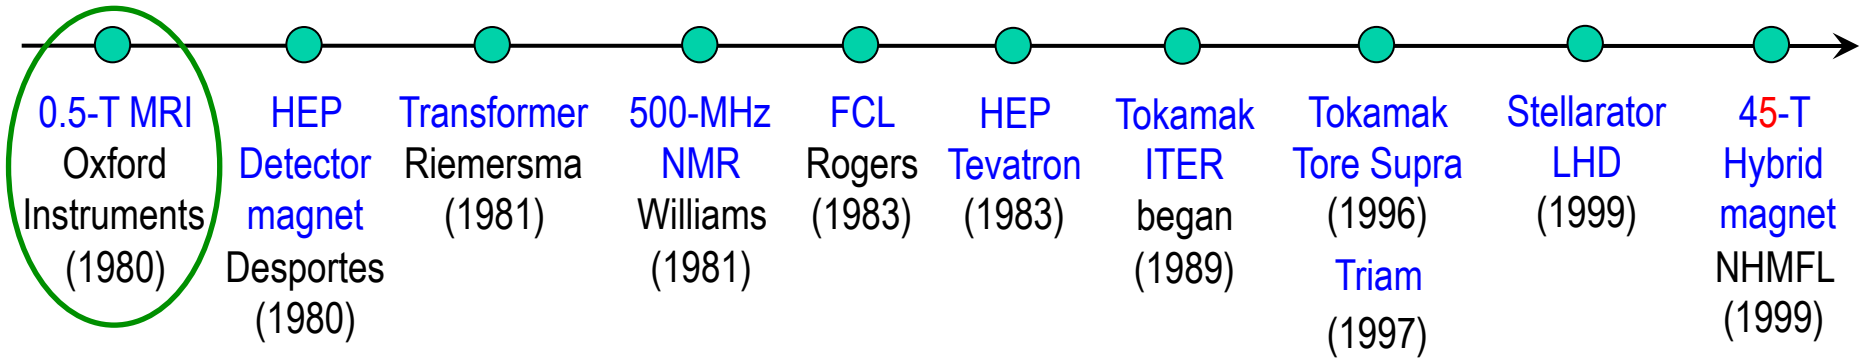 0.5-T MRI
Oxford
Instruments
(1980)
HEP
Detector
magnet
Desportes
(1980)
Transformer
Riemersma
(1981)
500-MHz
NMR
Williams
(1981)
FCL
Rogers
(1983)
HEP
Tevatron
(1983)
Tokamak
ITER
began
(1989)
Tokamak
Tore Supra
(1996)
Triam
(1997)
Stellarator
LHD
(1999)
45-T
Hybrid
magnet
NHMFL
(1999)